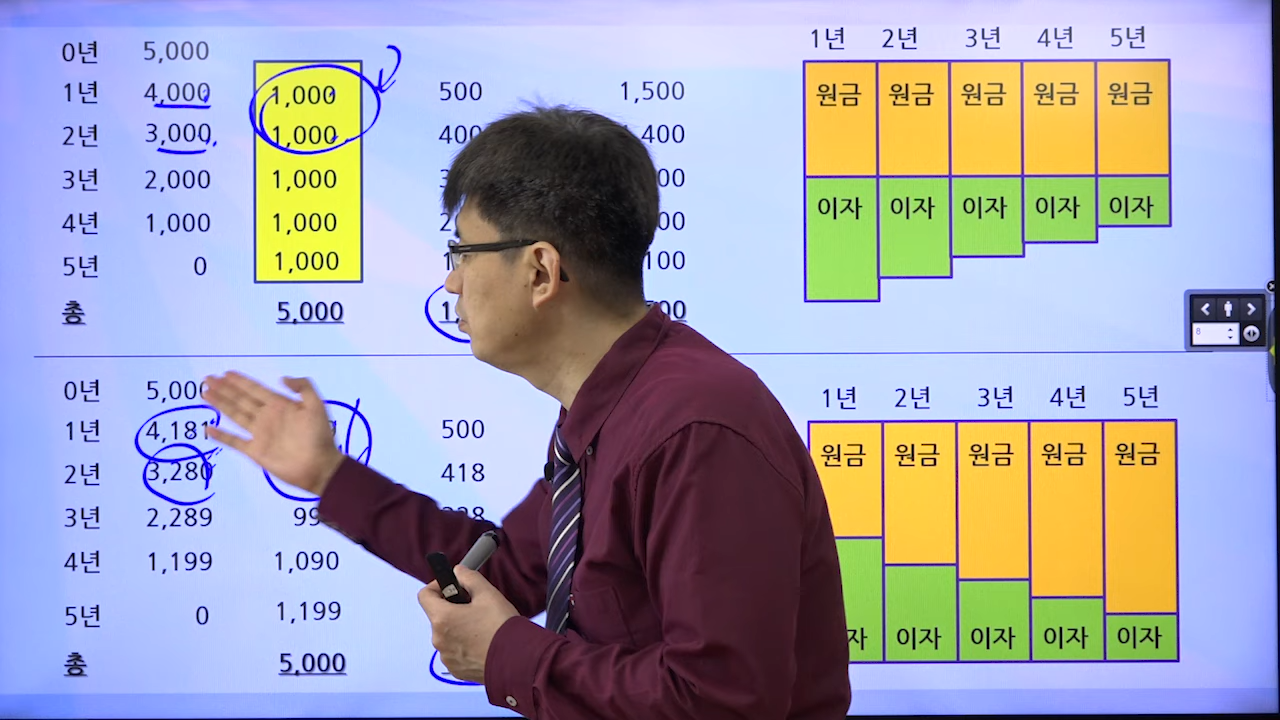 0년 5,000
1년 4,000 1,000 500 1,500
2년 3,000 1,000 400 1,400
3년 2,000 1,000
4년 1,000 1,000
5년 0 1,000
총 5,000
1년 2년 3년 4년 5년
원금 원금 원금 원금 원금
이자 이자 이자 이자 이자
8
0년 5,000
1년 4,181 500
2년 3,280 418
3년 2,289
4년 1,199 1,090
5년 0 1,199
총 5,000
1년 2년 3년 4년 5년
원금 원금 원금 원금 원금
이자 이자 이자 이자